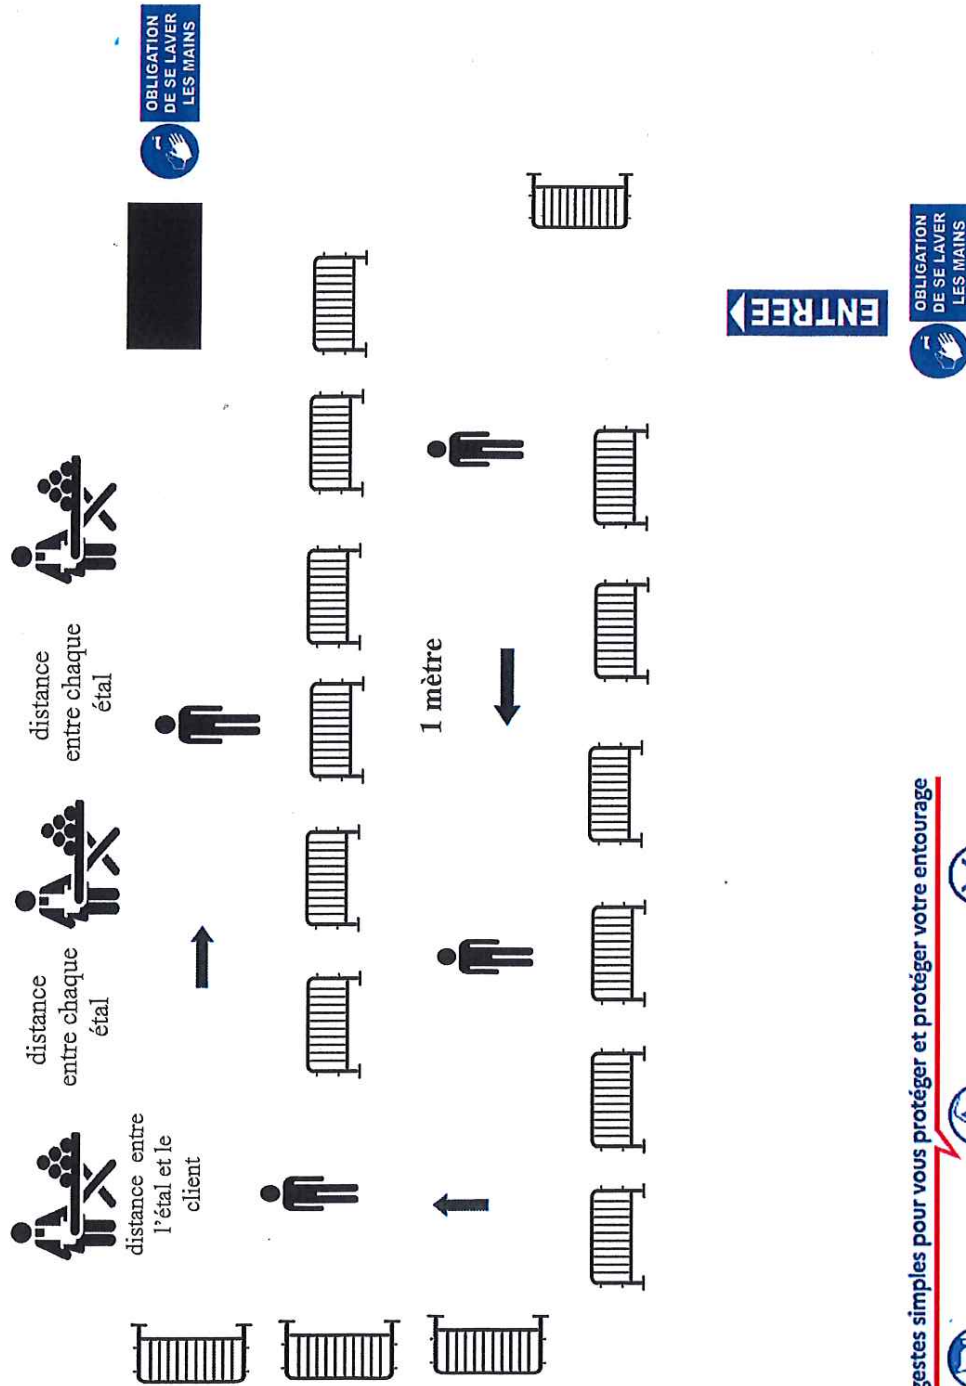 distance
entre chaque
étal
distance
entre chaque
étal
distance entre
l'étal et le
client
OBLIGATION
DE SE LAVER
LES MAINS
1 mètre
ENTREE
OBLIGATION
DE SE LAVER
LES MAINS
gestes simples pour vous protéger et protéger votre entourage